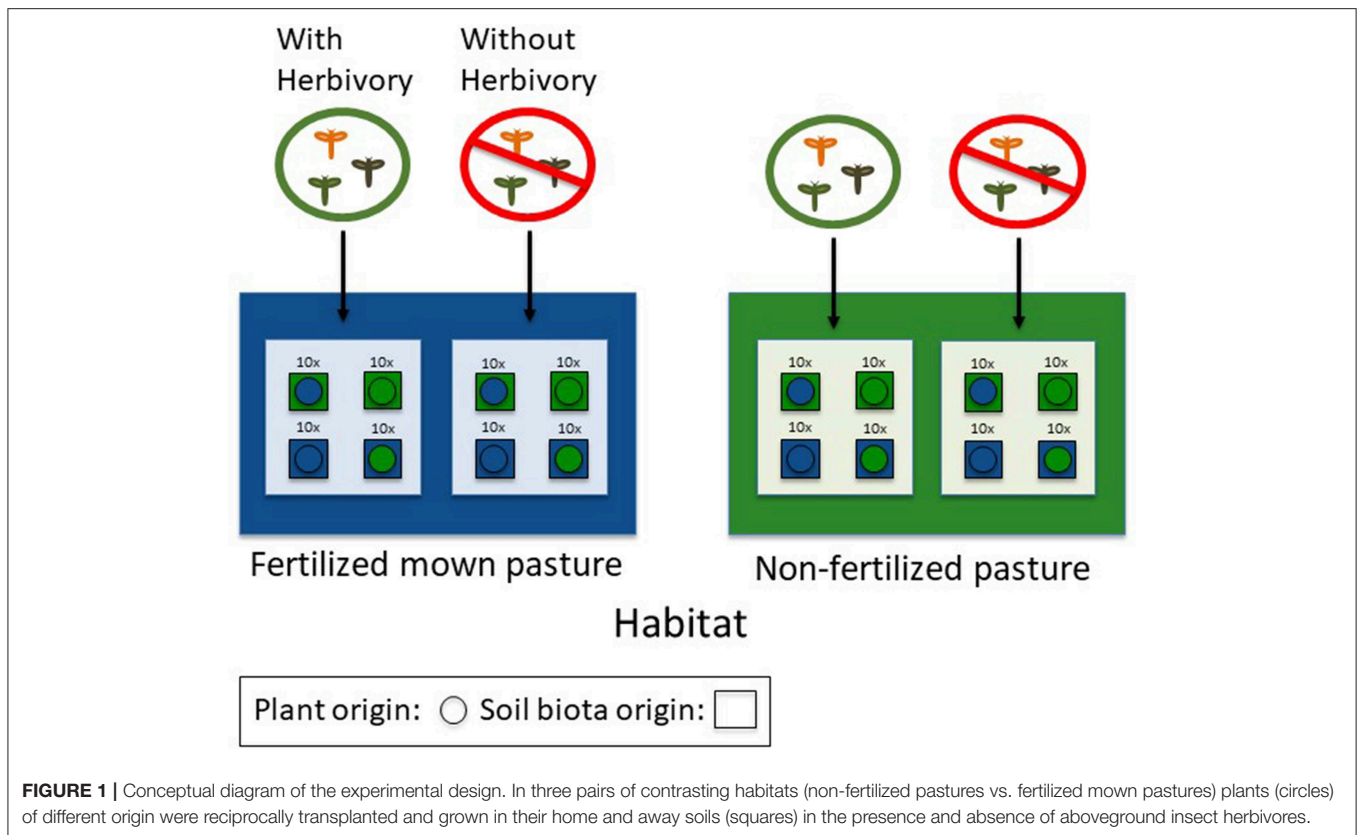 With
Herbivory
Without
Herbivory
10x 10x 10x 10x 10x 10x 10x 10x
10x 10x 10x 10x 10x 10x 10x 10x
Fertilized mown pasture
Non-fertilized pasture
Habitat
Plant origin: Soil biota origin:
FIGURE 1 | Conceptual diagram of the experimental design. In three pairs of contrasting habitats (non-fertilized pastures vs. fertilized mown pastures) plants (circles)
of different origin were reciprocally transplanted and grown in their home and away soils (squares) in the presence and absence of aboveground insect herbivores.